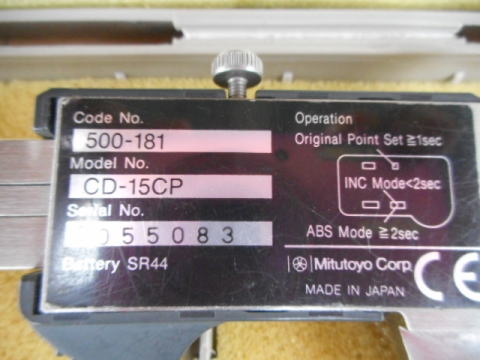 Code No.
500-181
Model No.
CD-15CP
Serial No.
055083
Battery SR44
Operation
Original Point Set ≧1sec
INC Mode<2sec
ABS Mode ≧2sec
Mitutoyo Corp.
MADE IN JAPAN
CE